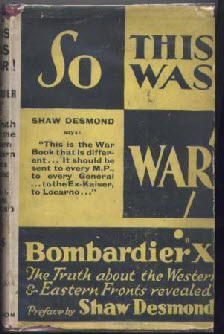 So THIS
WAS
WAR!
SHAW DESMOND
says:
"This is the War
Book that is differ-
ent... It should be
sent to every M.P.,
to every General
...to the Ex-Kaiser,
to Locarno..."
Bombardier "X"
The Truth about the Western
& Eastern Fronts revealed
Preface by Shaw Desmond